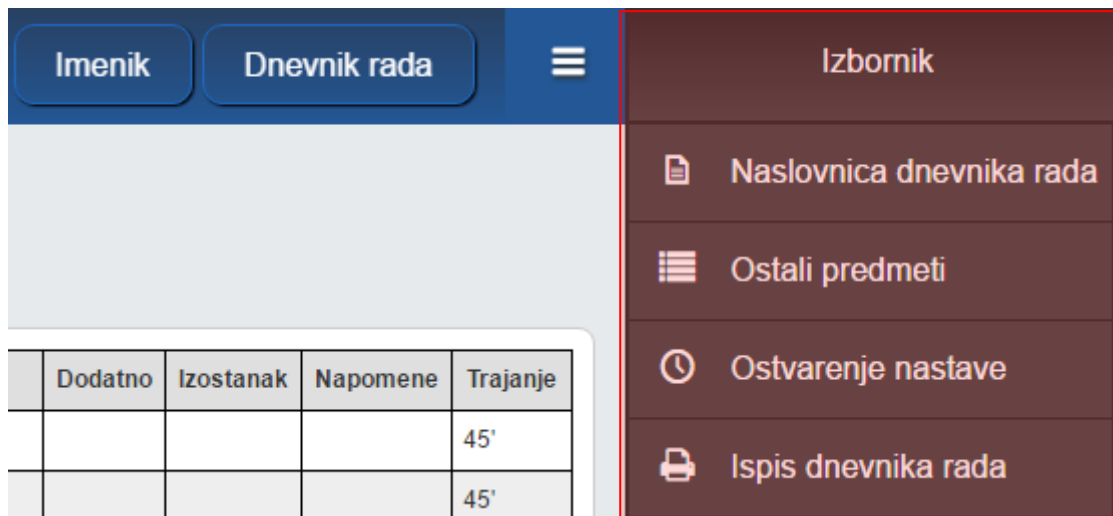 Imenik Dnevnik rada
Izbornik
Naslovnica dnevnika rada
Ostali predmeti
Ostvarenje nastave
Ispis dnevnika rada
Dodatno Izostanak Napomene Trajanje
45'
45'